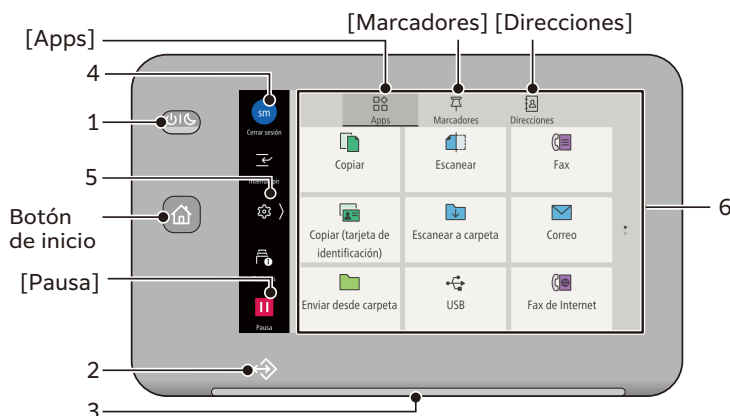 [Marcadores] [Direcciones]
[Apps]
4
1
5
Botón
de inicio
[Pausa]
2
3
6
sm
Cerrar sesión
Pausa
Apps
Marcadores
Direcciones
Copiar
Escanear
Fax
Copiar (tarjeta de
identificación)
Escanear a carpeta
Correo
Enviar desde carpeta
USB
Fax de Internet